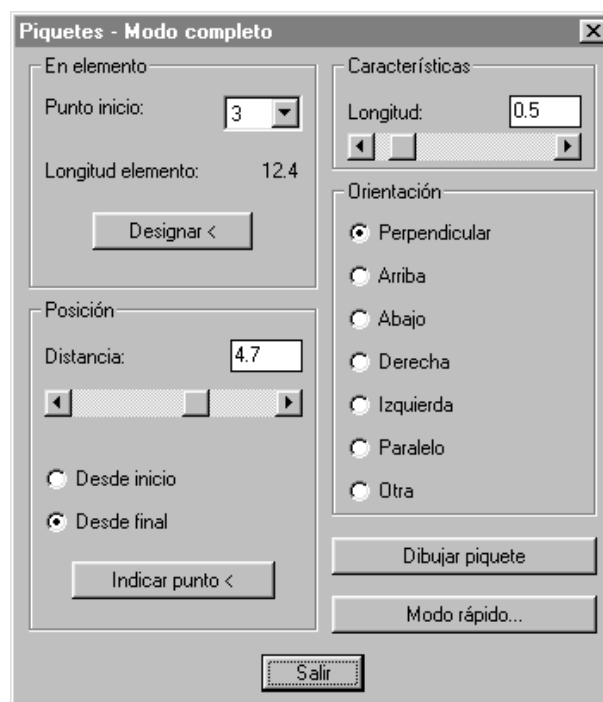 Piquetes - Modo completo
En elemento
Punto inicio: 3
Longitud elemento: 12.4
Designar <
Posición
Distancia: 4.7
Desde inicio
Desde final
Indicar punto <
Características
Longitud: 0.5
Orientación
Perpendicular
Arriba
Abajo
Derecha
Izquierda
Paralelo
Otra
Dibujar piquete
Modo rápido...
Salir